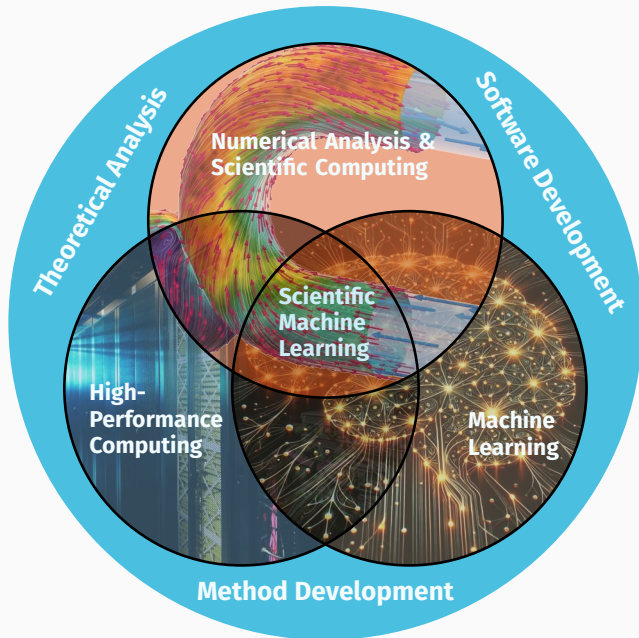 Theoretical Analysis
Software Development
Numerical Analysis &
Scientific Computing
Scientific
Machine
Learning
High-
Performance
Computing
Machine
Learning
Method Development